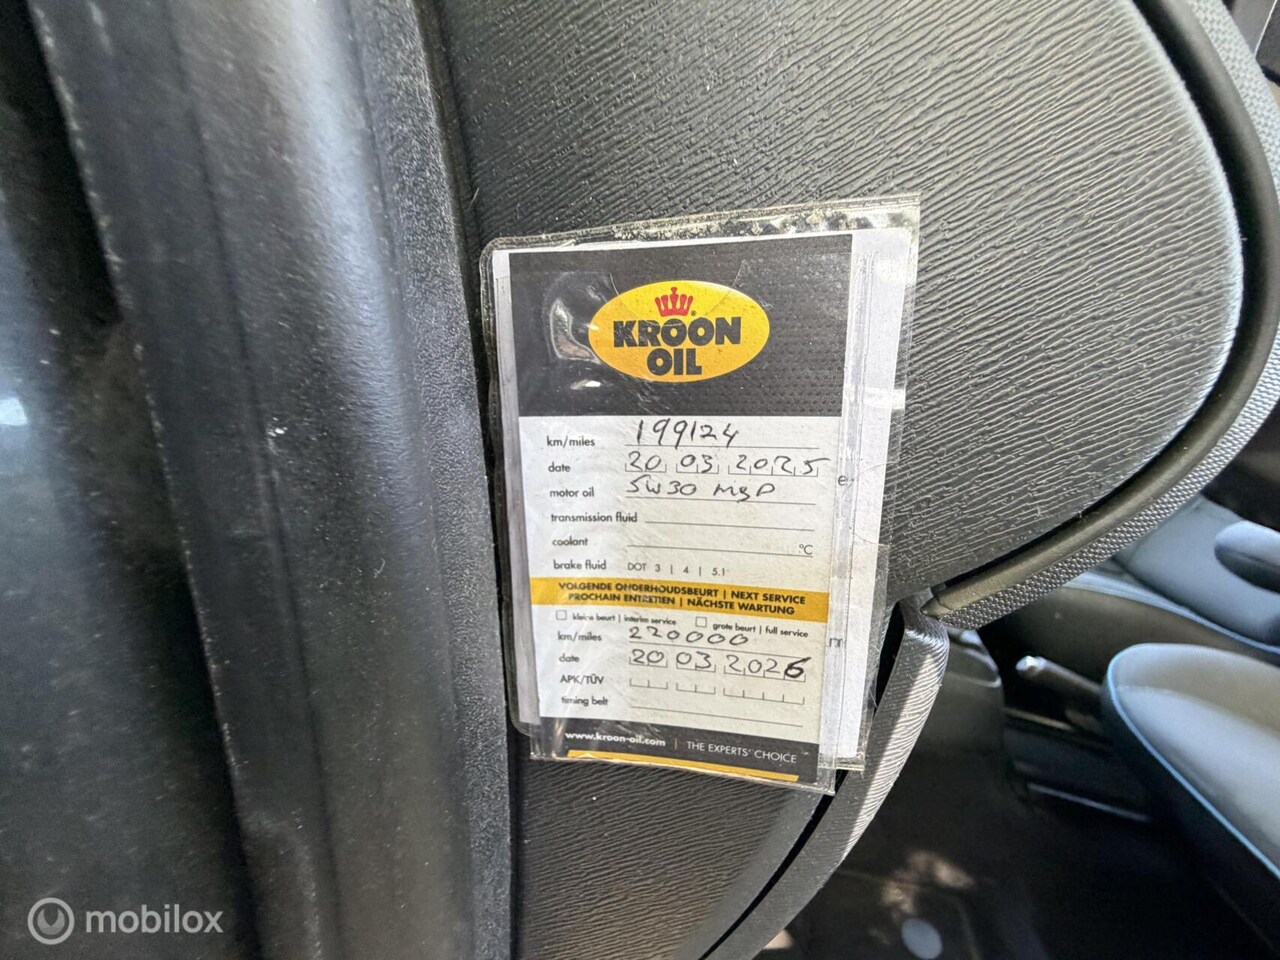 KROON
OIL
km/miles 199124
date 20 03 2025
motor oil 5W30 MSP
transmission fluid
coolant °C
brake fluid DOT 3 | 4 | 5.1
VOLGENDE ONDERHOUDSBEURT | NEXT SERVICE
PROCHAIN ENTRETIEN | NÄCHSTE WARTUNG
kleine beurt | interim service grote beurt | full service
km/miles 220000
date 20 03 2026
APK/TÜV
timing belt
www.kroon-oil.com | THE EXPERTS' CHOICE
mobilox